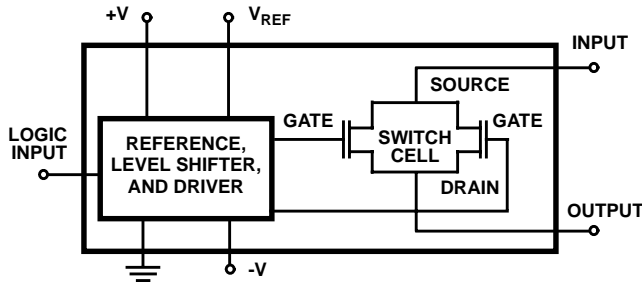 +V
VREF
INPUT
SOURCE
GATE
GATE
LOGIC
INPUT
REFERENCE,
LEVEL SHIFTER,
AND DRIVER
SWITCH
CELL
DRAIN
OUTPUT
-V